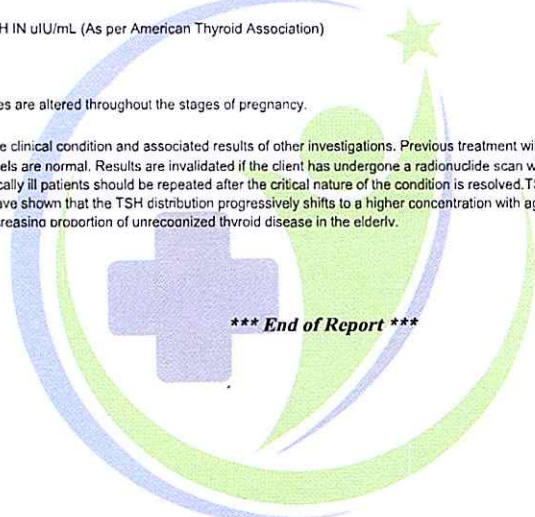 H IN uIU/mL (As per American Thyroid Association)
es are altered throughout the stages of pregnancy.
e clinical condition and associated results of other investigations. Previous treatment wi
els are normal. Results are invalidated if the client has undergone a radionuclide scan w
cally ill patients should be repeated after the critical nature of the condition is resolved.T
ave shown that the TSH distribution progressively shifts to a higher concentration with ag
creasing proportion of unrecognized thyroid disease in the elderly.
*** End of Report ***